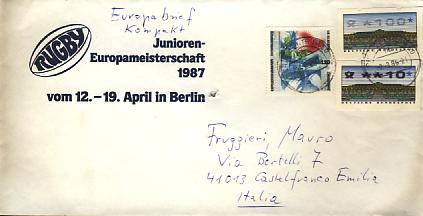 Europabrief
Kompakt
RUGBY
Junioren-
Europameisterschaft
1987
vom 12.–19. April in Berlin
*100*
**10*
Fruggieri, Mauro
Via Bertelli 7
41013 Castelfranco Emilia
Italia